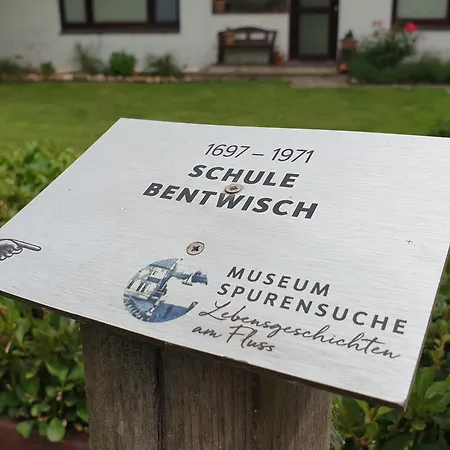 1697 – 1971
SCHULE
BENTWISCH
MUSEUM
SPURENSUCHE
Lebensgeschichten
am Fluss